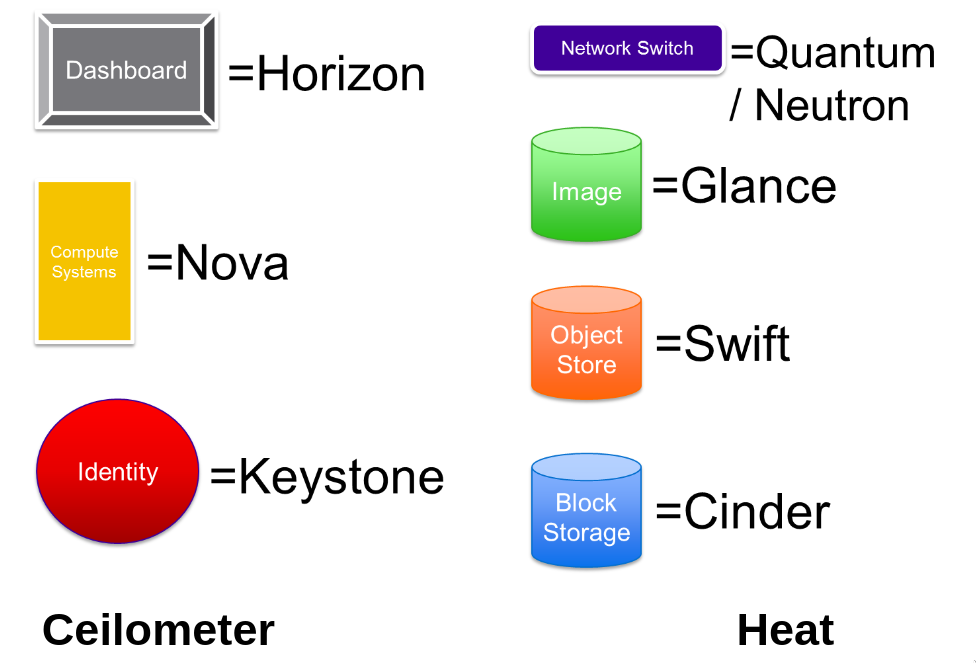 Dashboard
=Horizon
Compute
Systems
=Nova
Identity
=Keystone
Ceilometer
Network Switch
=Quantum
/ Neutron
Image
=Glance
Object
Store
=Swift
Block
Storage
=Cinder
Heat